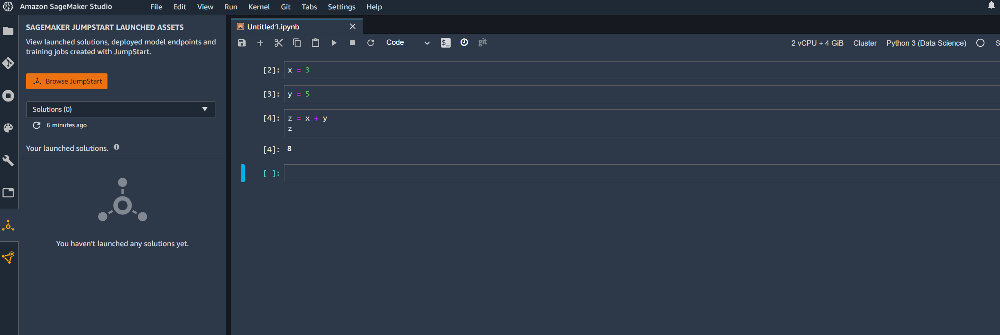 Amazon SageMaker Studio
File Edit View Run Kernel Git Tabs Settings Help
SAGEMAKER JUMPSTART LAUNCHED ASSETS
View launched solutions, deployed model endpoints and
training jobs created with JumpStart.
Browse JumpStart
Solutions (0)
6 minutes ago
Your launched solutions.
You haven't launched any solutions yet.
Untitled1.ipynb
Code
$_
git
2 vCPU + 4 GiB Cluster Python 3 (Data Science) S
[2]: x = 3
[3]: y = 5
[4]: z = x + y
z
[4]: 8
[ ]: